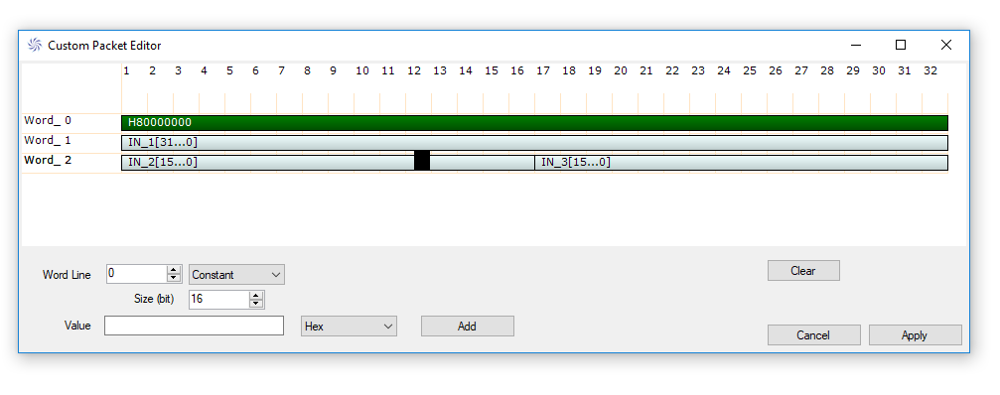 Custom Packet Editor
1 2 3 4 5 6 7 8 9 10 11 12 13 14 15 16 17 18 19 20 21 22 23 24 25 26 27 28 29 30 31 32
Word_ 0 H80000000
Word_ 1 IN_1[31...0]
Word_ 2 IN_2[15...0] IN_3[15...0]
Word Line 0 Constant Clear
Size (bit) 16
Value Hex Add
Cancel Apply